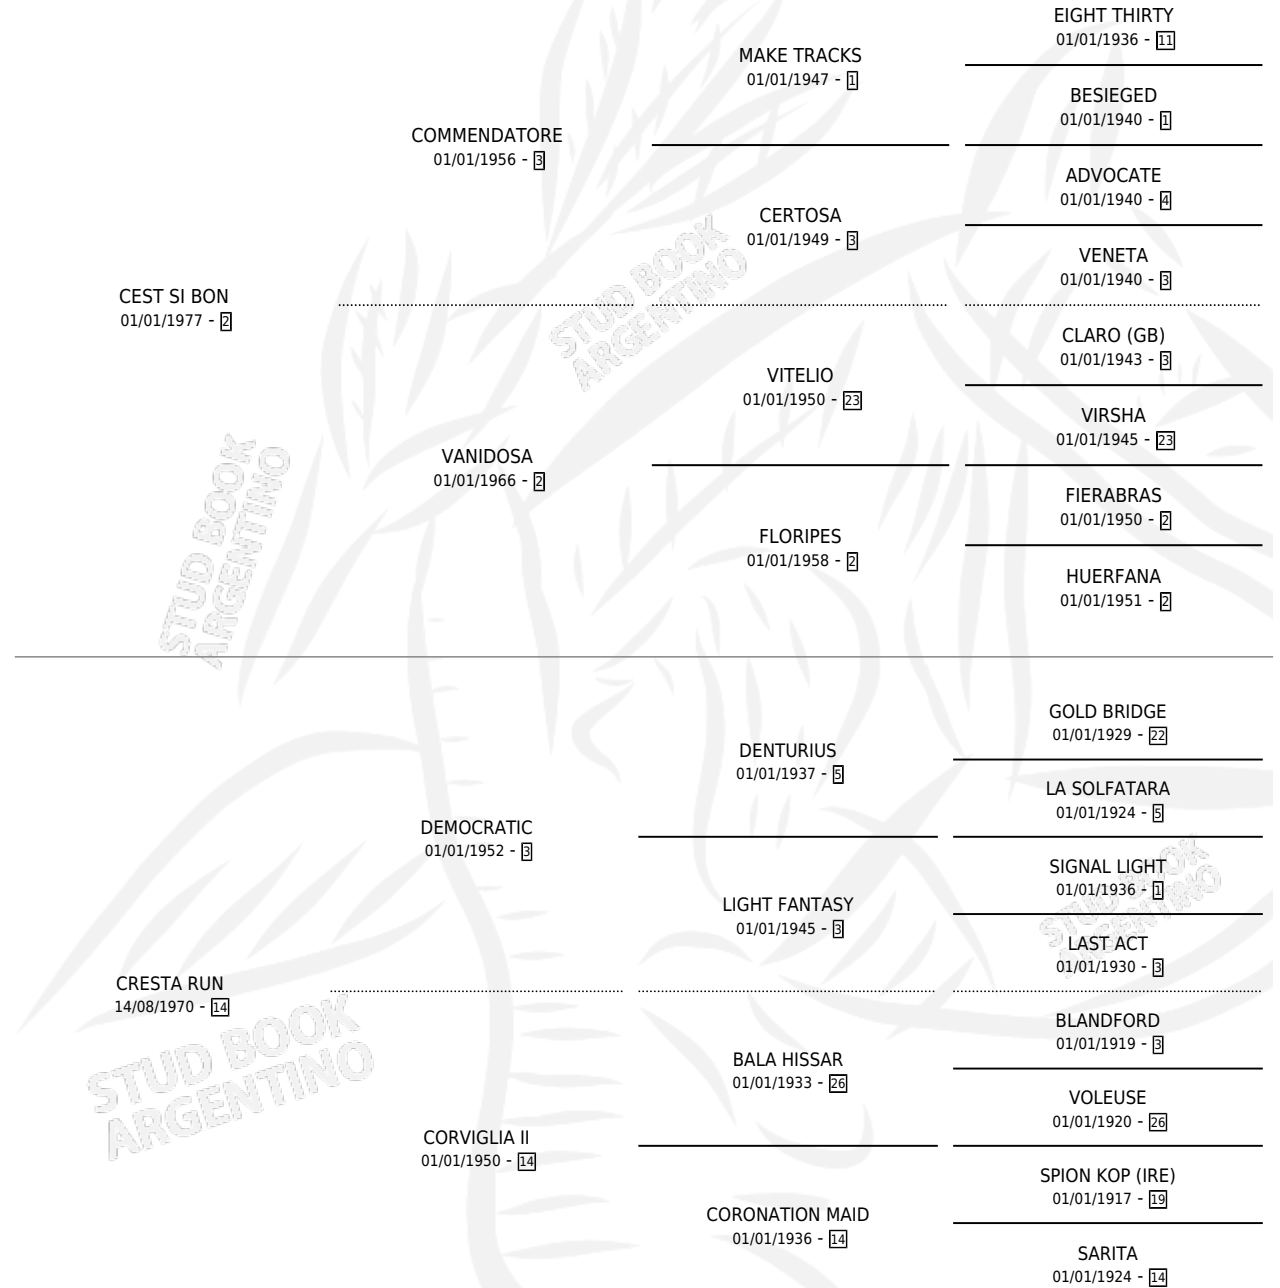 EIGHT THIRTY
01/01/1936 - 11
MAKE TRACKS
01/01/1947 - 1
BESIEGED
01/01/1940 - 1
COMMENDATORE
01/01/1956 - 3
ADVOCATE
01/01/1940 - 4
CERTOSA
01/01/1949 - 3
VENETA
01/01/1940 - 3
CEST SI BON
01/01/1977 - 2
CLARO (GB)
01/01/1943 - 3
VITELIO
01/01/1950 - 23
VIRSHA
01/01/1945 - 23
VANIDOSA
01/01/1966 - 2
FIERABRAS
01/01/1950 - 2
FLORIPES
01/01/1958 - 2
HUERFANA
01/01/1951 - 2
GOLD BRIDGE
01/01/1929 - 22
DENTURIUS
01/01/1937 - 5
LA SOLFATARA
01/01/1924 - 5
DEMOCRATIC
01/01/1952 - 3
SIGNAL LIGHT
01/01/1936 - 1
LIGHT FANTASY
01/01/1945 - 3
LAST ACT
01/01/1930 - 3
CRESTA RUN
14/08/1970 - 14
BLANDFORD
01/01/1919 - 3
BALA HISSAR
01/01/1933 - 26
VOLEUSE
01/01/1920 - 26
CORVIGLIA II
01/01/1950 - 14
SPION KOP (IRE)
01/01/1917 - 19
CORONATION MAID
01/01/1936 - 14
SARITA
01/01/1924 - 14
STUD BOOK
ARGENTINO
STUD BOOK
ARGENTINO
STUD BOOK
ARGENTINO
STUD BOOK
ARGENTINO